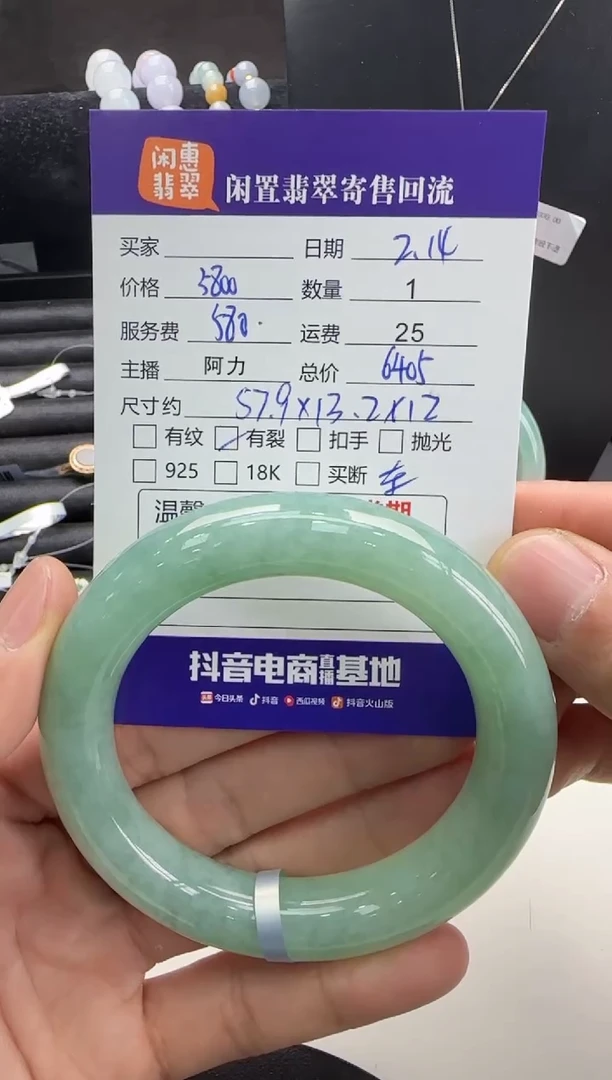 闲惠翡翠 闲置翡翠寄售回流
买家 日期 2.14
价格 5800 数量 1
服务费 580 运费 25
主播 阿力 总价 6405
尺寸约 57.9×13.2×12
有纹 有裂 扣手 抛光
925 18K 买断
温馨
抖音电商直播基地
今日头条 抖音 西瓜视频 抖音火山版